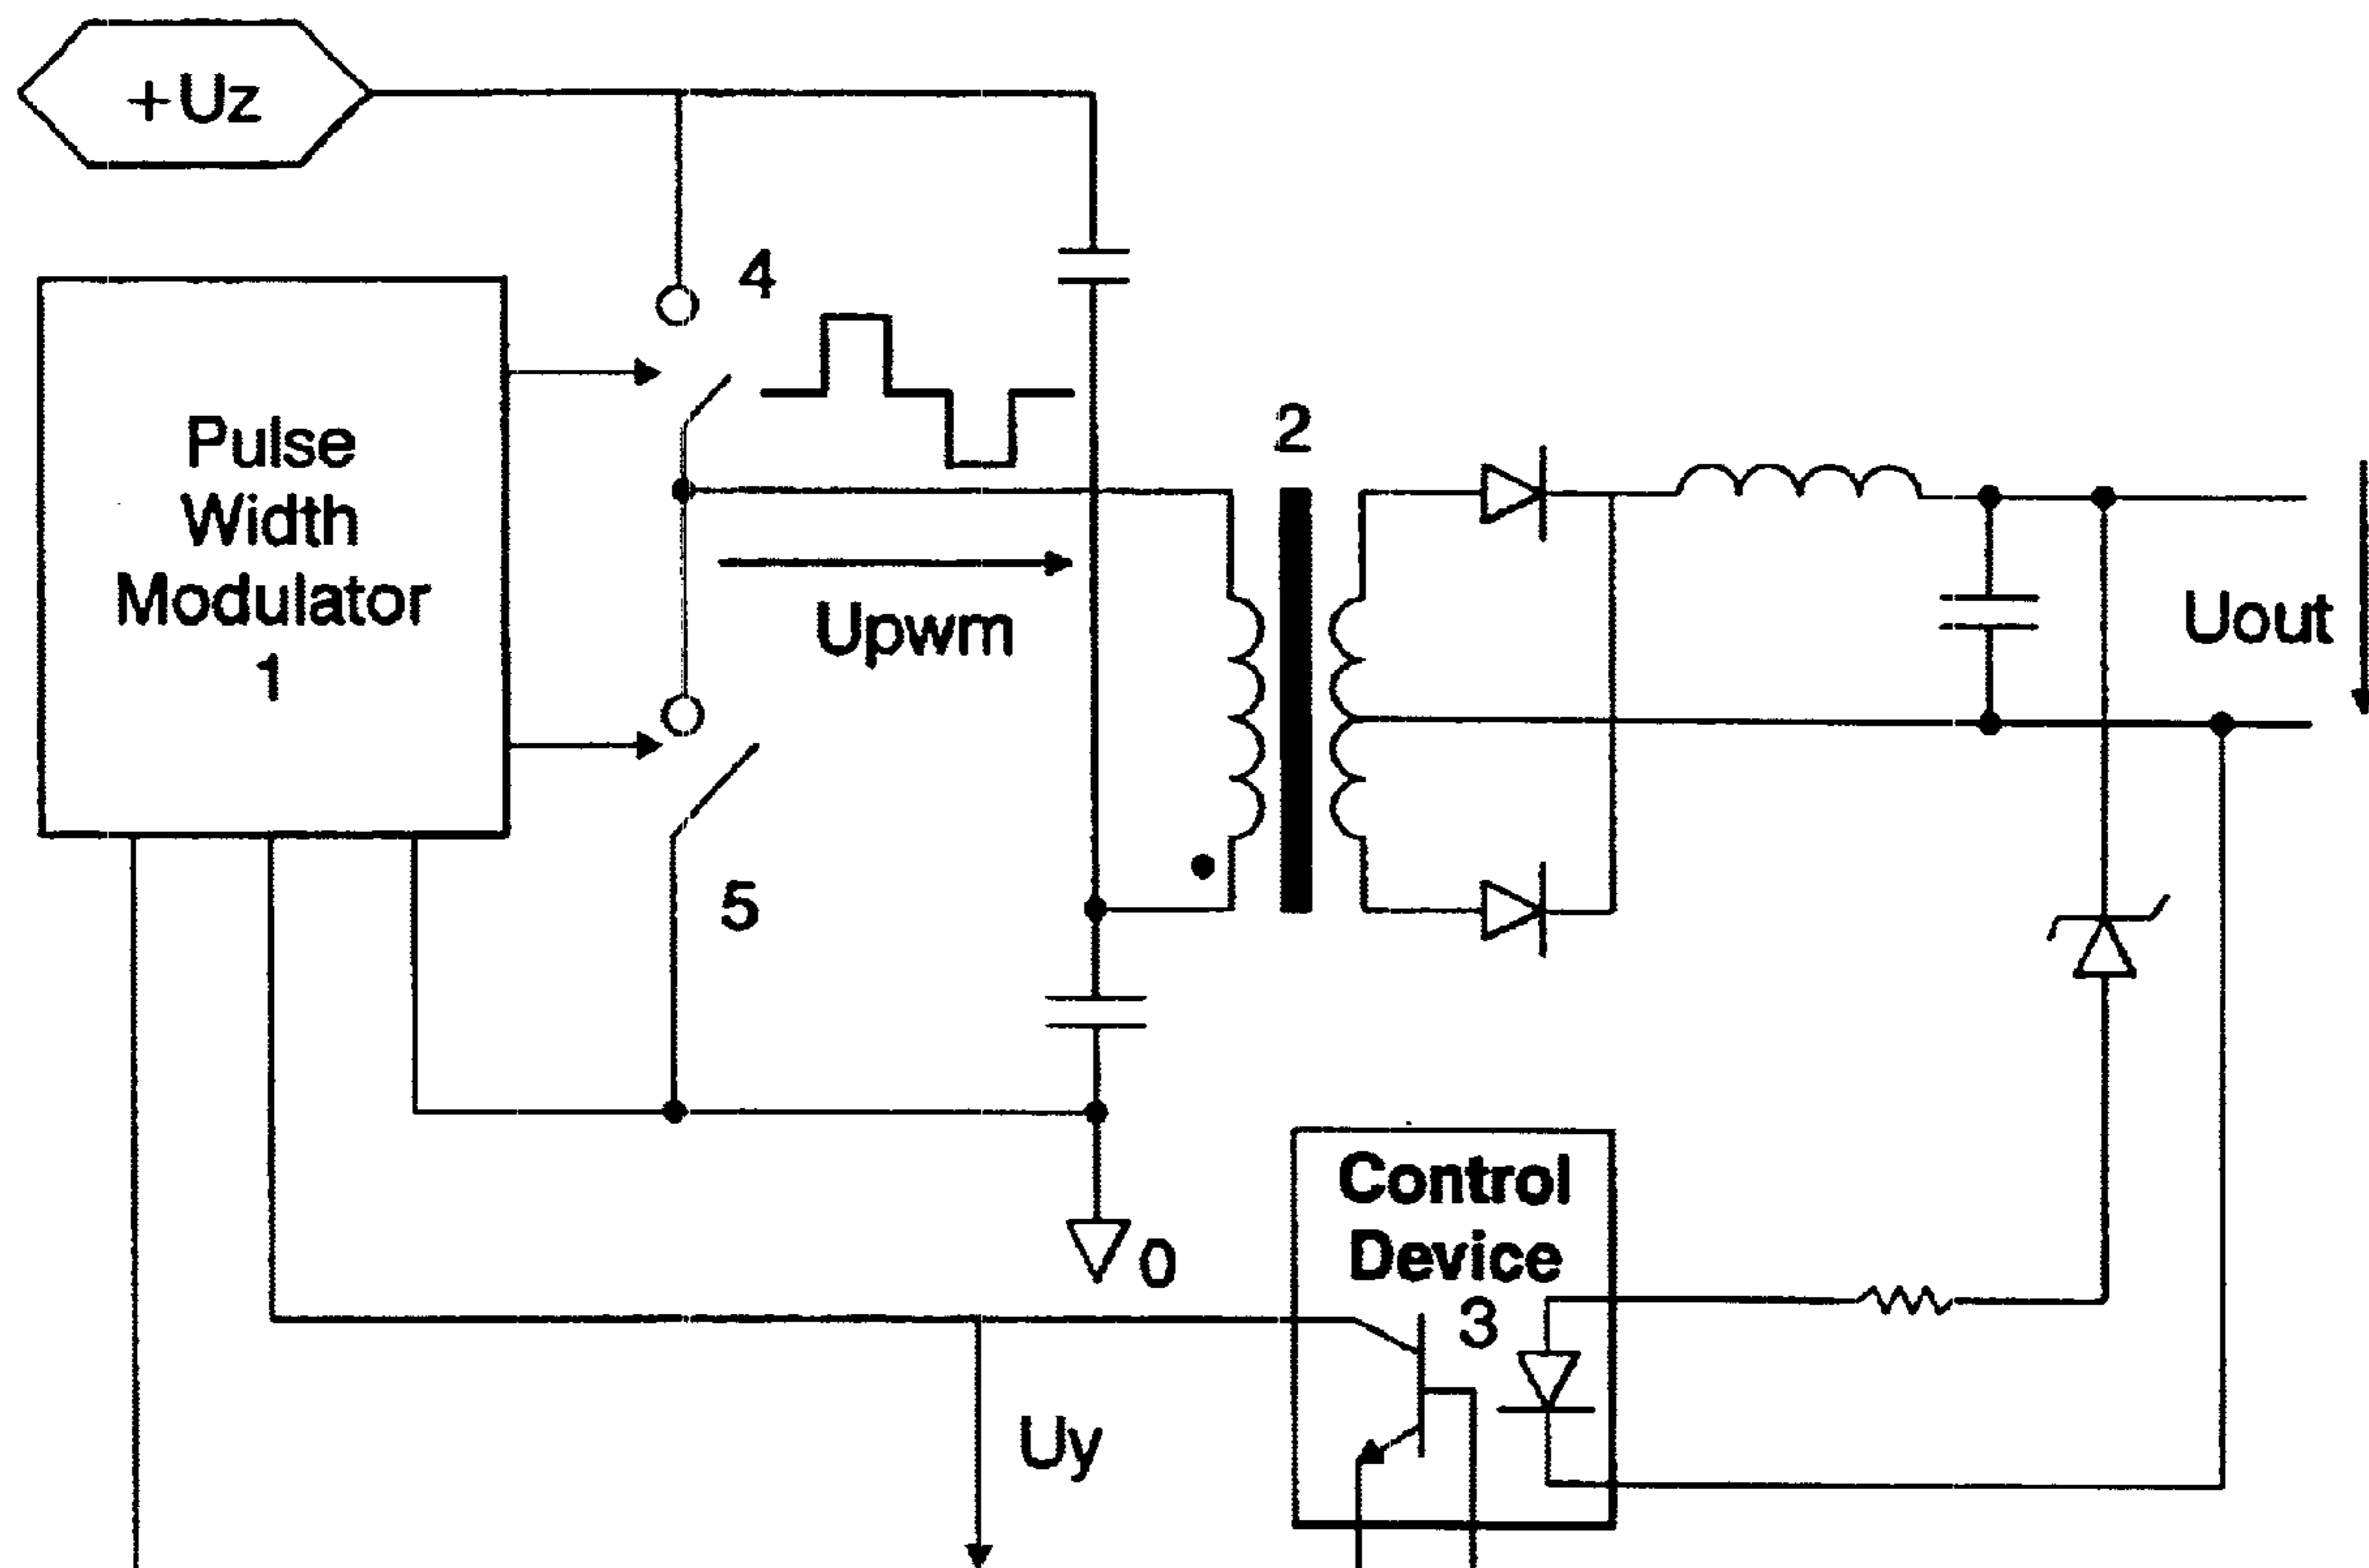 +Uz
4
Pulse
Width
Modulator
1
2
Upwm
Uout
5
0
Control
Device
3
Uy